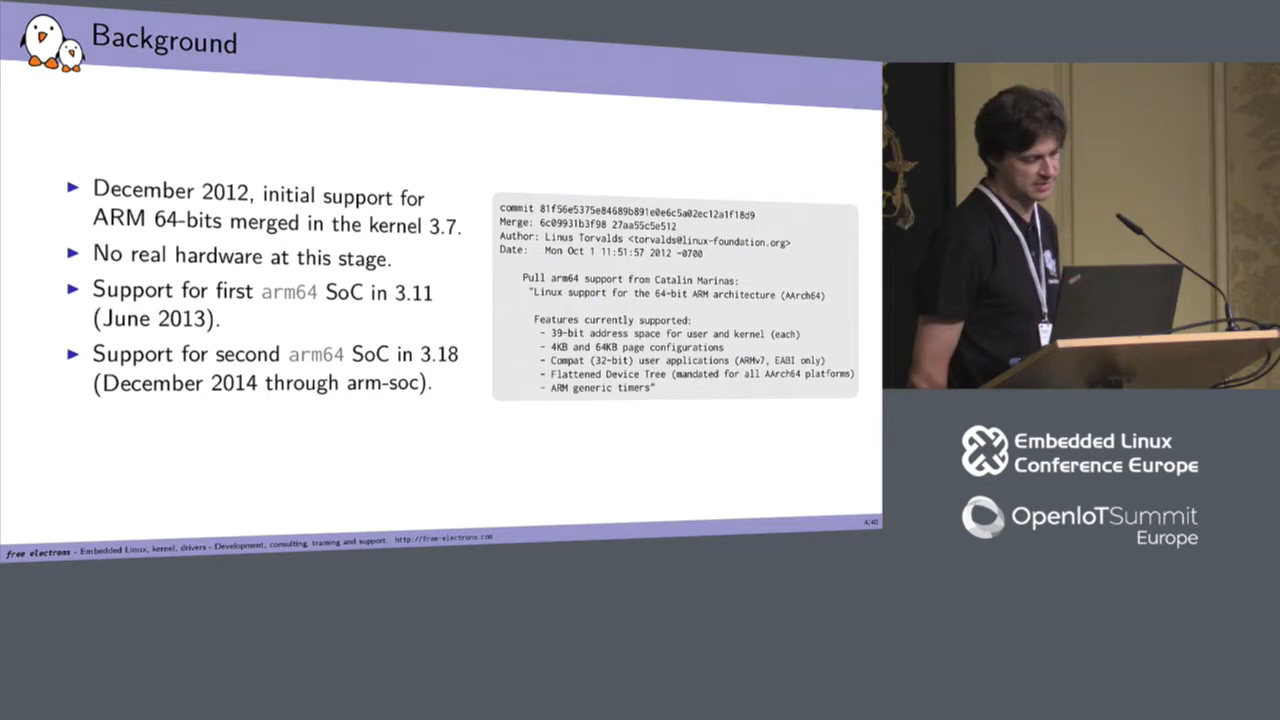 Background
► December 2012, initial support for
ARM 64-bits merged in the kernel 3.7.
► No real hardware at this stage.
► Support for first arm64 SoC in 3.11
(June 2013).
► Support for second arm64 SoC in 3.18
(December 2014 through arm-soc).
commit 81f56e5375e84689b891e0e6c5a02ec12a1f18d9
Merge: 6c09931b3f98 27aa55c5e512
Author: Linus Torvalds <torvalds@linux-foundation.org>
Date: Mon Oct 1 11:51:57 2012 -0700
Pull arm64 support from Catalin Marinas:
"Linux support for the 64-bit ARM architecture (AArch64)
Features currently supported:
- 39-bit address space for user and kernel (each)
- 4KB and 64KB page configurations
- Compat (32-bit) user applications (ARMv7, EABI only)
- Flattened Device Tree (mandated for all AArch64 platforms)
- ARM generic timers"
free electrons - Embedded Linux, kernel, drivers - Development, consulting, training and support. http://free-electrons.com
4/40
Embedded Linux
Conference Europe
OpenIoTSummit
Europe